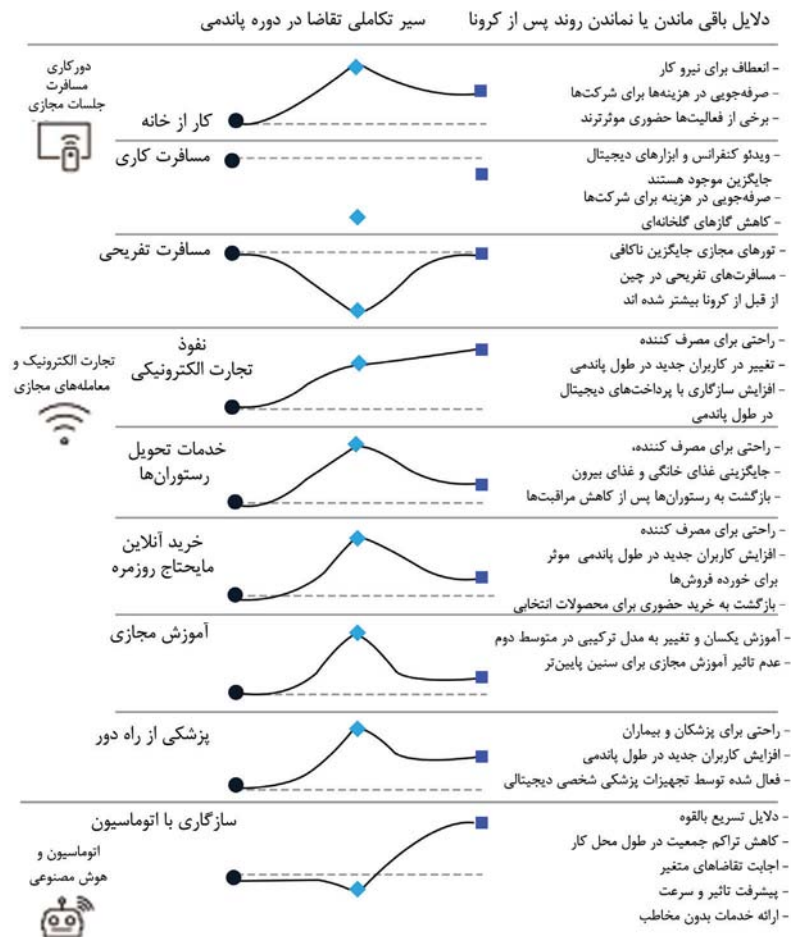 دلایل باقی ماندن یا نماندن روند پس از کرونا
سیر تکاملی تقاضا در دوره پاندمی
دورکاری
مسافرت
جلسات مجازی
کار از خانه
- انعطاف برای نیرو کار
- صرفه‌جویی در هزینه‌ها برای شرکت‌ها
- برخی از فعالیت‌ها حضوری موثرترند
مسافرت کاری
- ویدئو کنفرانس و ابزارهای دیجیتال
جایگزین موجود هستند
- صرفه‌جویی در هزینه برای شرکت‌ها
- کاهش گازهای گلخانه‌ای
مسافرت تفریحی
- تورهای مجازی جایگزین ناکافی
- مسافرت‌های تفریحی در چین
از قبل از کرونا بیشتر شده اند
تجارت الکترونیک و
معامله‌های مجازی
نفوذ
تجارت الکترونیکی
- راحتی برای مصرف کننده
- تغییر در کاربران جدید در طول پاندمی
- افزایش سازگاری با پرداخت‌های دیجیتال
در طول پاندمی
خدمات تحویل
رستوران‌ها
- راحتی برای مصرف کننده،
- جایگزینی غذای خانگی و غذای بیرون
- بازگشت به رستوران‌ها پس از کاهش مراقبت‌ها
خرید آنلاین
مایحتاج روزمره
- راحتی برای مصرف کننده
- افزایش کاربران جدید در طول پاندمی موثر
برای خورده فروش‌ها
- بازگشت به خرید حضوری برای محصولات انتخابی
آموزش مجازی
- آموزش یکسان و تغییر به مدل ترکیبی در متوسط دوم
- عدم تاثیر آموزش مجازی برای سنین پایین‌تر
پزشکی از راه دور
- راحتی برای پزشکان و بیماران
- افزایش کاربران جدید در طول پاندمی
- فعال شده توسط تجهیزات پزشکی شخصی دیجیتالی
اتوماسیون و
هوش مصنوعی
سازگاری با اتوماسیون
- دلایل تسریع بالقوه
- کاهش تراکم جمعیت در طول محل کار
- اجابت تقاضاهای متغیر
- پیشرفت تاثیر و سرعت
- ارائه خدمات بدون مخاطب